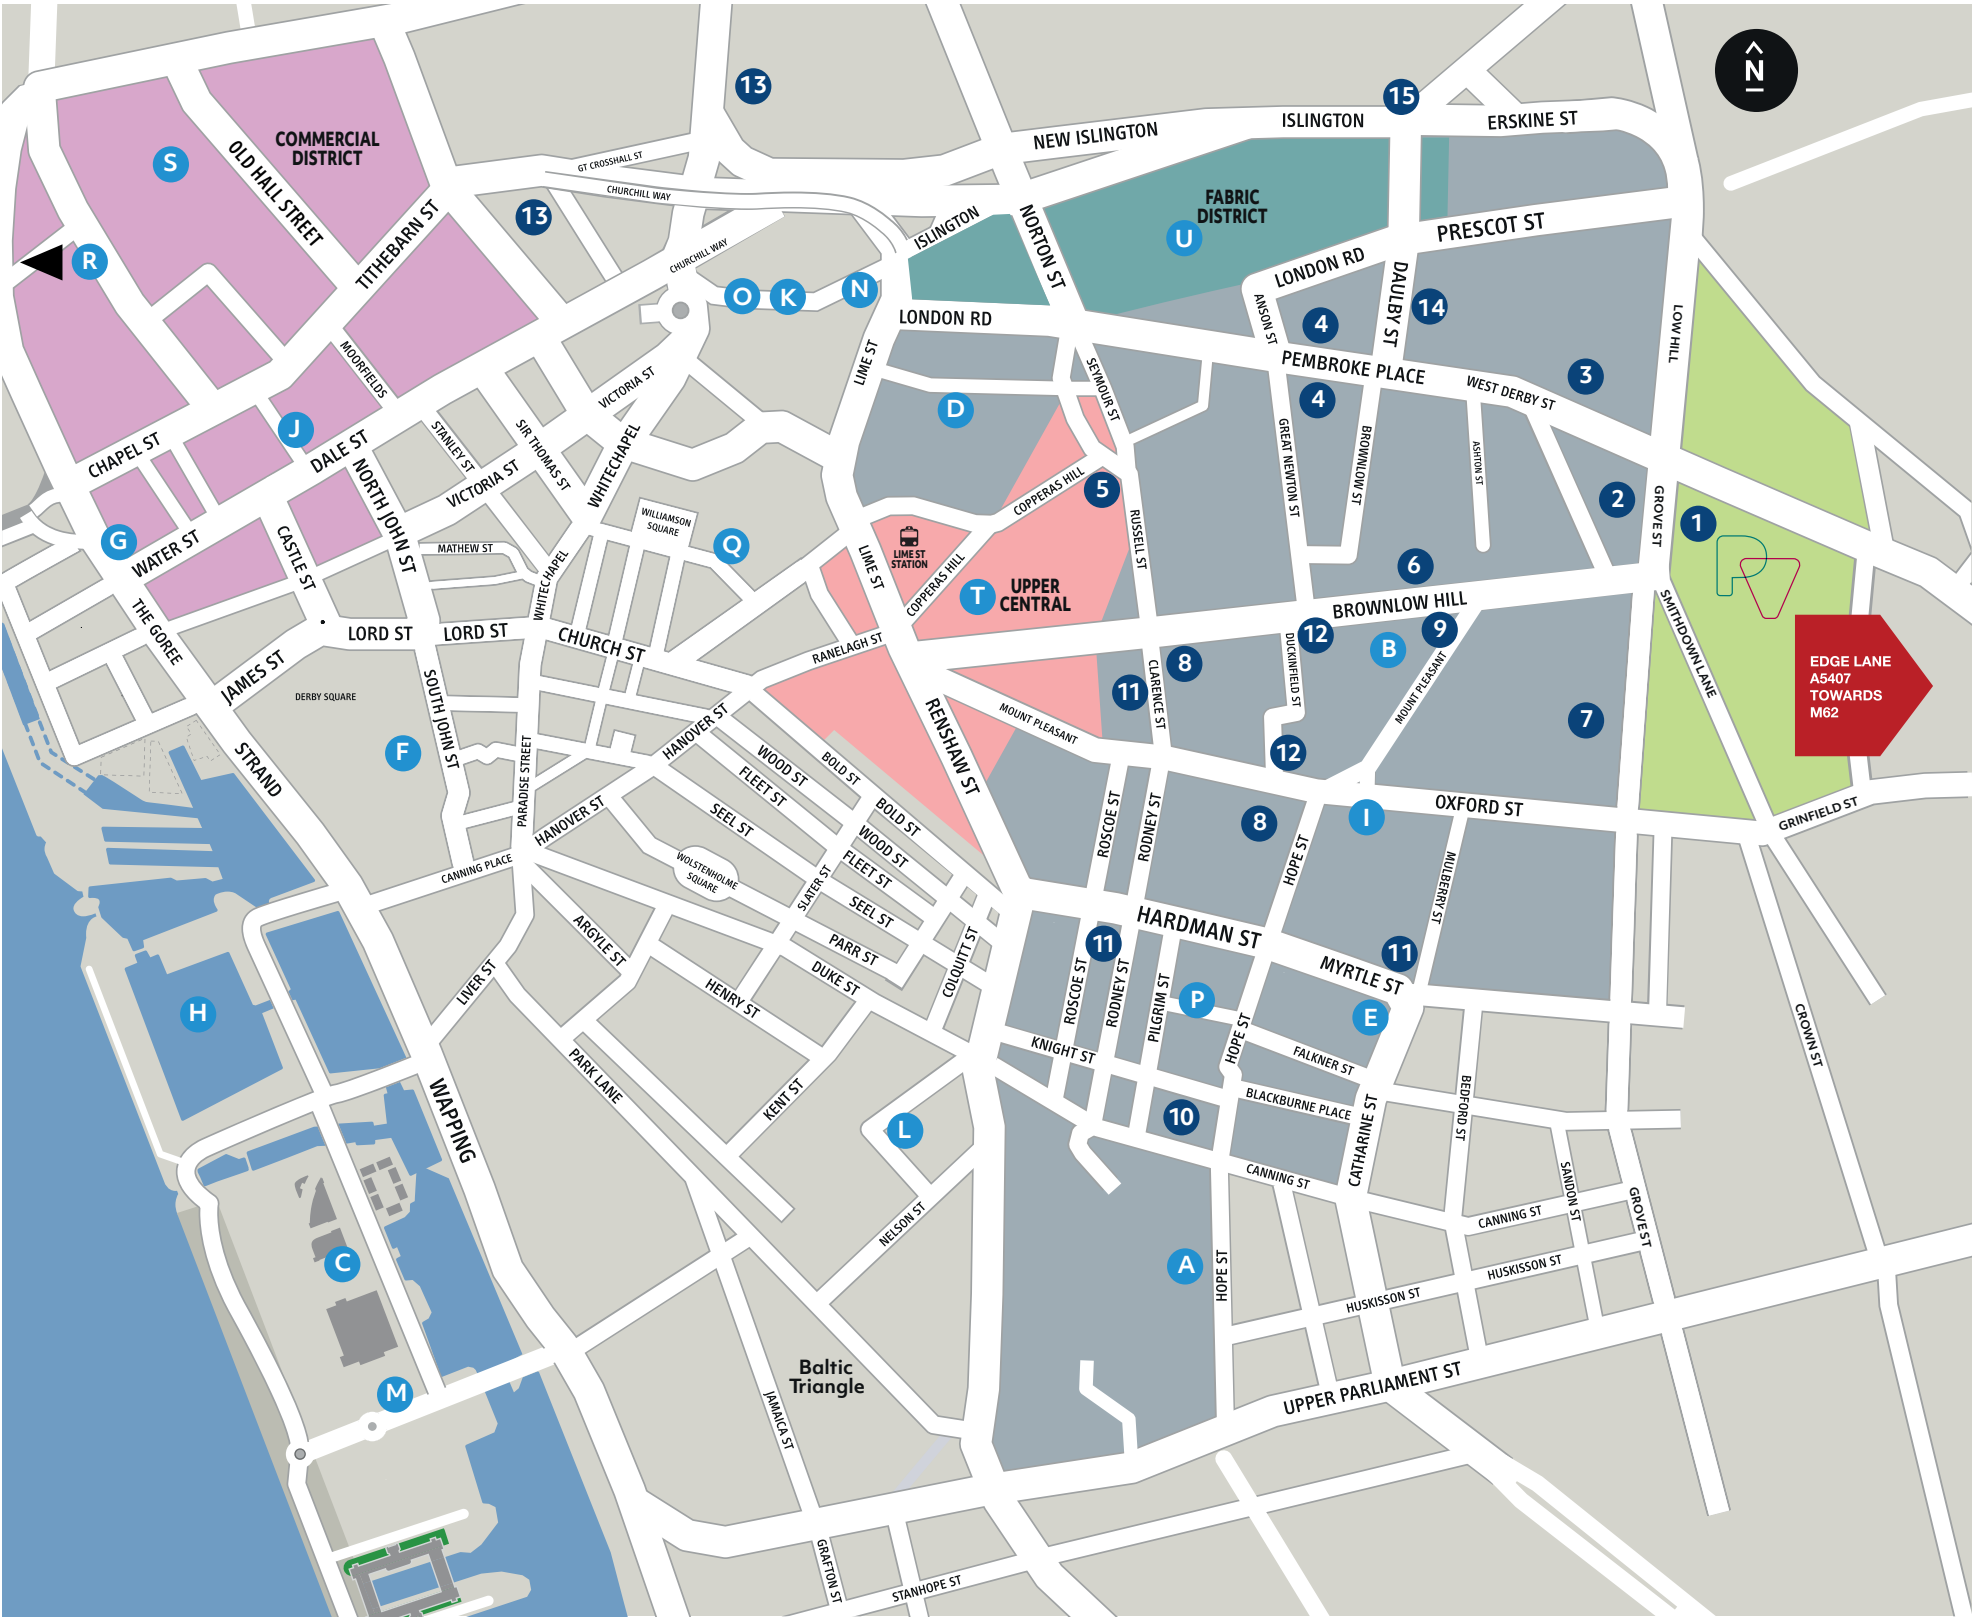 N
13
15
NEW ISLINGTON
ISLINGTON
ERSKINE ST
COMMERCIAL
DISTRICT
S
OLD HALL STREET
GT CROSSHALL ST
CHURCHILL WAY
13
TITHEBARN ST
ISLINGTON
NORTON ST
FABRIC
DISTRICT
U
PRESCOT ST
R
CHURCHILL WAY
O
K
N
LONDON RD
LONDON RD
ANSON ST
DAULBY ST
14
4
LOW HILL
MOORFIELDS
LIME ST
SEYMOUR ST
PEMBROKE PLACE
WEST DERBY ST
3
4
VICTORIA ST
D
J
CHAPEL ST
DALE ST
STANLEY ST
SIR THOMAS ST
WHITECHAPEL
GREAT NEWTON ST
BROWNLOW ST
ASHTON ST
NORTH JOHN ST
VICTORIA ST
COPPERAS HILL
5
2
GROVE ST
1
WILLIAMSON
SQUARE
Q
LIME ST
STATION
RUSSELL ST
G
WATER ST
CASTLE ST
MATHEW ST
WHITECHAPEL
LIME ST
COPPERAS HILL
T
UPPER
CENTRAL
6
BROWNLOW HILL
THE GOREE
LORD ST
LORD ST
CHURCH ST
RANELAGH ST
DUCKINFIELD ST
12
B
9
SMITHDOWN LANE
EDGE LANE
A5407
TOWARDS
M62
JAMES ST
DERBY SQUARE
SOUTH JOHN ST
11
CLARENCE ST
8
MOUNT PLEASANT
7
HANOVER ST
RENSHAW ST
MOUNT PLEASANT
F
STRAND
PARADISE STREET
WOOD ST
BOLD ST
12
FLEET ST
SEEL ST
BOLD ST
HANOVER ST
ROSCOE ST
RODNEY ST
8
I
OXFORD ST
GRINFIELD ST
WOOD ST
FLEET ST
HOPE ST
MULBERRY ST
CANNING PLACE
WOLSTENHOLME
SQUARE
SLATER ST
SEEL ST
HARDMAN ST
ARGYLE ST
PARR ST
COLQUITT ST
11
11
MYRTLE ST
LIVER ST
HENRY ST
DUKE ST
ROSCOE ST
RODNEY ST
PILGRIM ST
P
E
H
HOPE ST
FALKNER ST
KNIGHT ST
CROWN ST
PARK LANE
KENT ST
BLACKBURNE PLACE
CATHARINE ST
BEDFORD ST
WAPPING
L
10
CANNING ST
SANDON ST
GROVE ST
NELSON ST
CANNING ST
C
A
HOPE ST
HUSKISSON ST
HUSKISSON ST
M
Baltic
Triangle
JAMAICA ST
UPPER PARLIAMENT ST
GRAFTON ST
STANHOPE ST